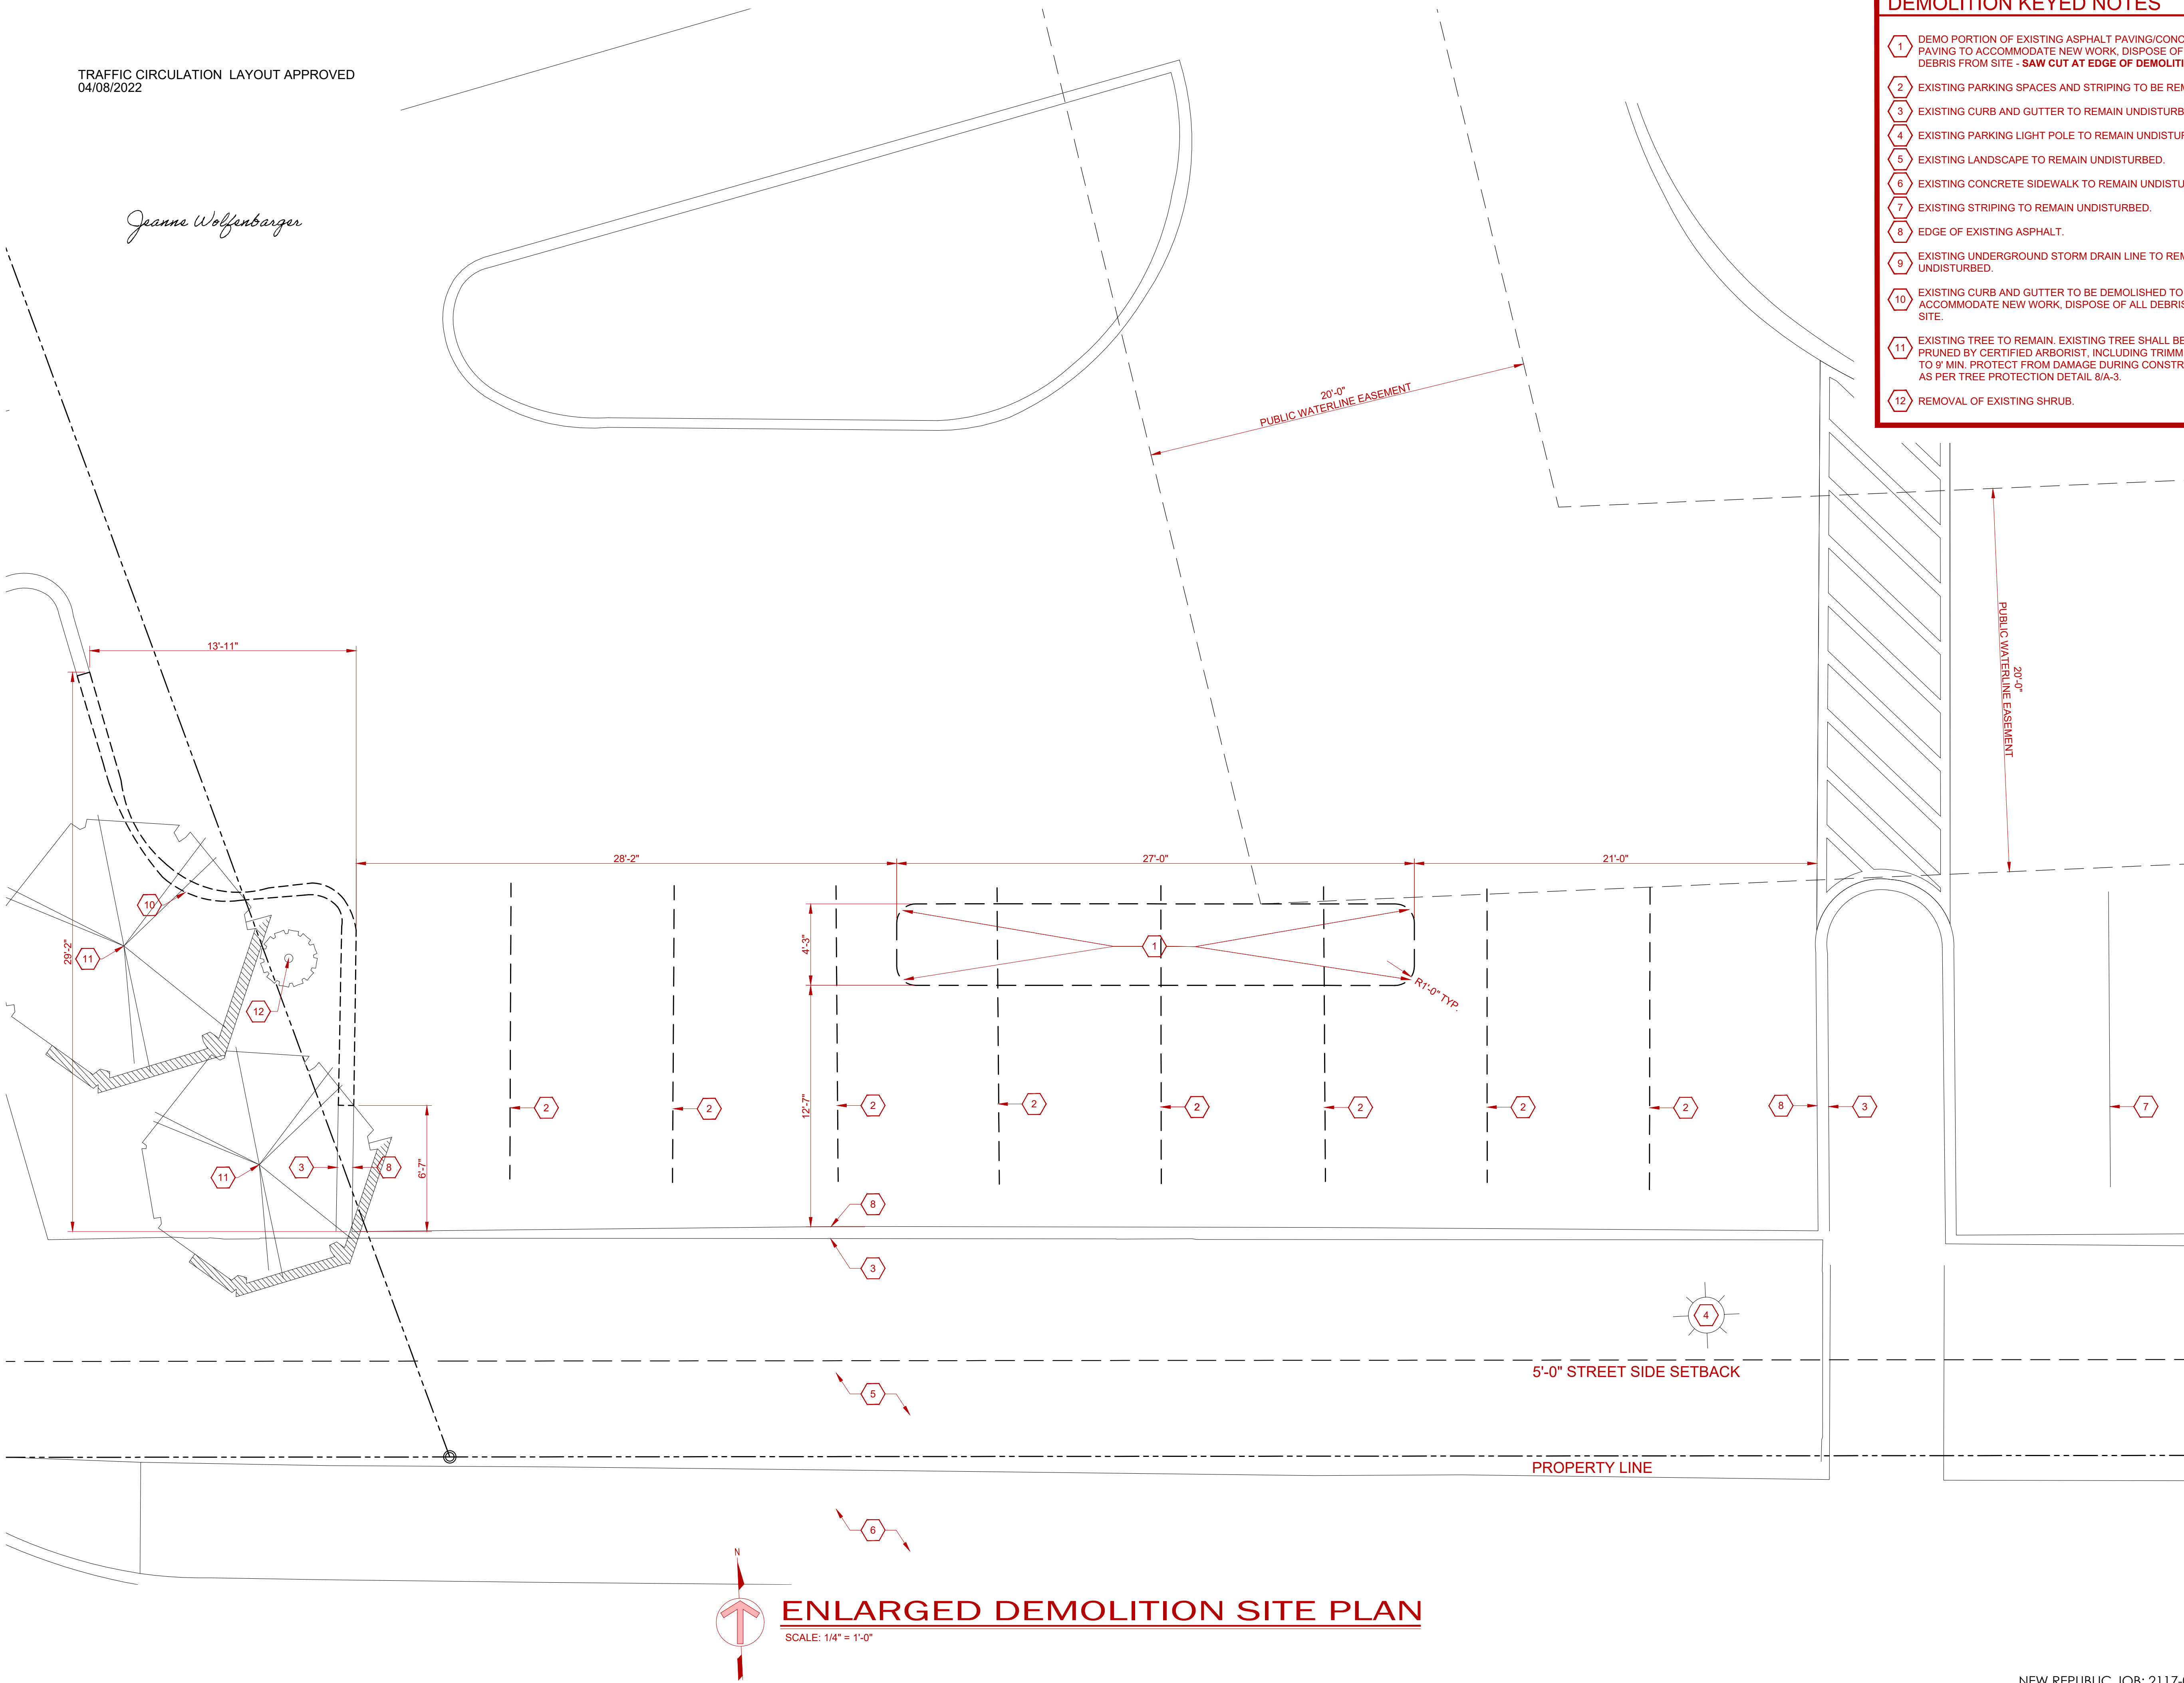 DEMOLITION KEYED NOTES
1 DEMO PORTION OF EXISTING ASPHALT PAVING/CONC
PAVING TO ACCOMMODATE NEW WORK, DISPOSE OF
DEBRIS FROM SITE - SAW CUT AT EDGE OF DEMOLITI
2 EXISTING PARKING SPACES AND STRIPING TO BE REM
3 EXISTING CURB AND GUTTER TO REMAIN UNDISTURB
4 EXISTING PARKING LIGHT POLE TO REMAIN UNDISTU
5 EXISTING LANDSCAPE TO REMAIN UNDISTURBED.
6 EXISTING CONCRETE SIDEWALK TO REMAIN UNDISTU
7 EXISTING STRIPING TO REMAIN UNDISTURBED.
8 EDGE OF EXISTING ASPHALT.
9 EXISTING UNDERGROUND STORM DRAIN LINE TO REM
UNDISTURBED.
10 EXISTING CURB AND GUTTER TO BE DEMOLISHED TO
ACCOMMODATE NEW WORK, DISPOSE OF ALL DEBRIS
SITE.
11 EXISTING TREE TO REMAIN. EXISTING TREE SHALL BE
PRUNED BY CERTIFIED ARBORIST, INCLUDING TRIMM
TO 9' MIN. PROTECT FROM DAMAGE DURING CONSTR
AS PER TREE PROTECTION DETAIL 8/A-3.
12 REMOVAL OF EXISTING SHRUB.
TRAFFIC CIRCULATION LAYOUT APPROVED
04/08/2022
Jeanne Wolfenbarger
20'-0"
PUBLIC WATERLINE EASEMENT
20'-0"
PUBLIC WATERLINE EASEMENT
13'-11"
28'-2"
27'-0"
21'-0"
10
11
29'-2"
12
4'-3"
1
R1'-0" TYP.
12'-7"
2
2
2
2
2
2
2
2
8
3
7
11
3
8
6'-7"
8
3
4
5'-0" STREET SIDE SETBACK
5
PROPERTY LINE
6
N
ENLARGED DEMOLITION SITE PLAN
SCALE: 1/4" = 1'-0"
NEW REPUBLIC JOB: 2117-